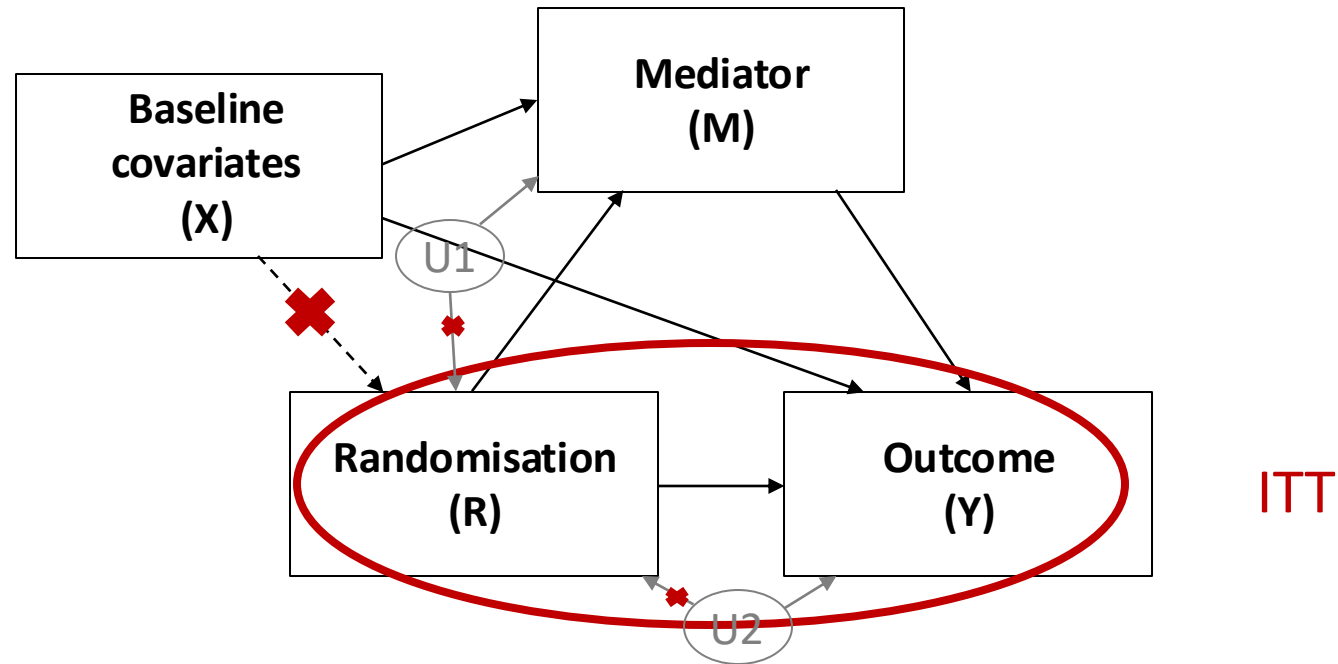 Mediator
(M)
Baseline
covariates
(X)
U1
Randomisation
(R)
Outcome
(Y)
ITT
U2